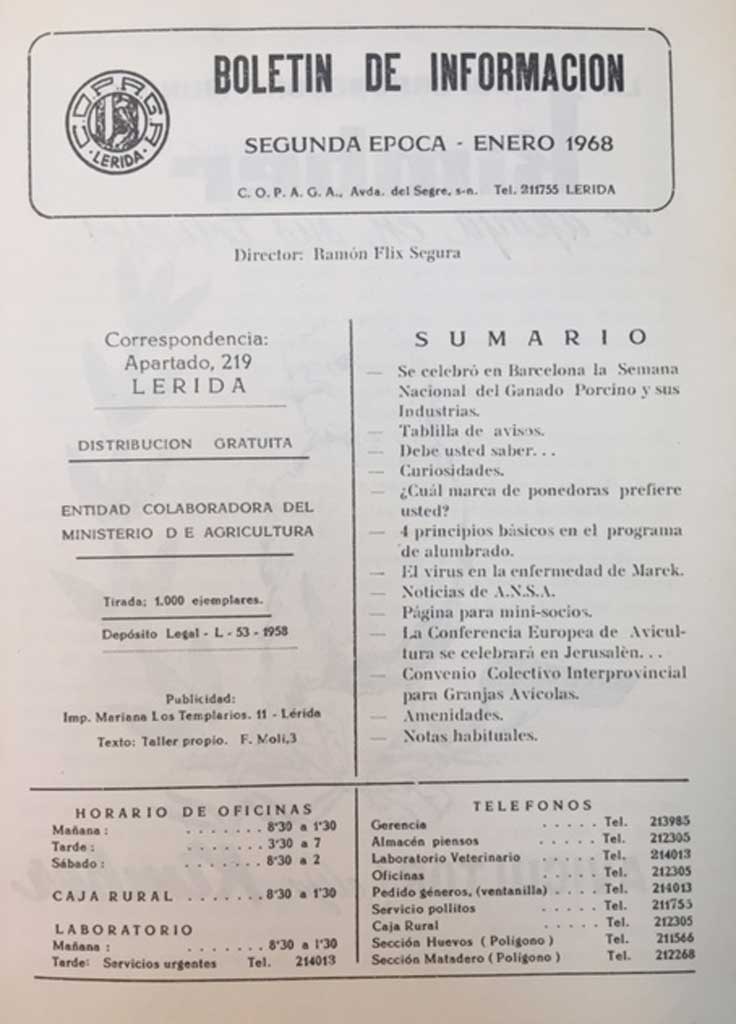 COPAGA
LERIDA
BOLETIN DE INFORMACION
SEGUNDA EPOCA - ENERO 1968
C. O. P. A. G. A., Avda. del Segre, s-n. Tel. 211755 LERIDA
Director: Ramón Flix Segura
Correspondencia:
Apartado, 219
LERIDA
DISTRIBUCION GRATUITA
ENTIDAD COLABORADORA DEL
MINISTERIO D E AGRICULTURA
Tirada: 1.000 ejemplares.
Depósito Legal - L - 53 - 1958
Publicidad:
Imp. Mariana Los Templarios. 11 - Lérida
Texto: Taller propio. F. Moli,3
SUMARIO
— Se celebró en Barcelona la Semana
Nacional del Ganado Porcino y sus
Industrias.
— Tablilla de avisos.
— Debe usted saber. . .
— Curiosidades.
— ¿Cuál marca de ponedoras prefiere
usted?
— 4 principios básicos en el programa
de alumbrado.
— El virus en la enfermedad de Marek.
— Noticias de A.N.S.A.
— Página para mini-socios.
— La Conferencia Europea de Avicul-
tura se celebrará en Jerusalèn. . .
— Convenio Colectivo Interprovincial
para Granjas Avícolas.
— Amenidades.
— Notas habituales.
HORARIO DE OFICINAS
Mañana : . . . . . . . 8'30 a 1'30
Tarde : . . . . . . . 3'30 a 7
Sábado : . . . . . . . 8'30 a 2
CAJA RURAL . . . . . . . 8'30 a 1'30
LABORATORIO
Mañana : . . . . . . . 8'30 a 1'30
Tarde: Servicios urgentes Tel. 214013
TELEFONOS
Gerencia . . . . . Tel. 213985
Almacén piensos . . . . . Tel. 212305
Laboratorio Veterinario . . . . . Tel. 214013
Oficinas . . . . . Tel. 212305
Pedido géneros, (ventanilla) . . . . . Tel. 214013
Servicio pollitos . . . . . Tel. 211755
Caja Rural . . . . . Tel. 212305
Sección Huevos ( Polígono ) Tel. 211566
Sección Matadero ( Polígono ) Tel. 212268